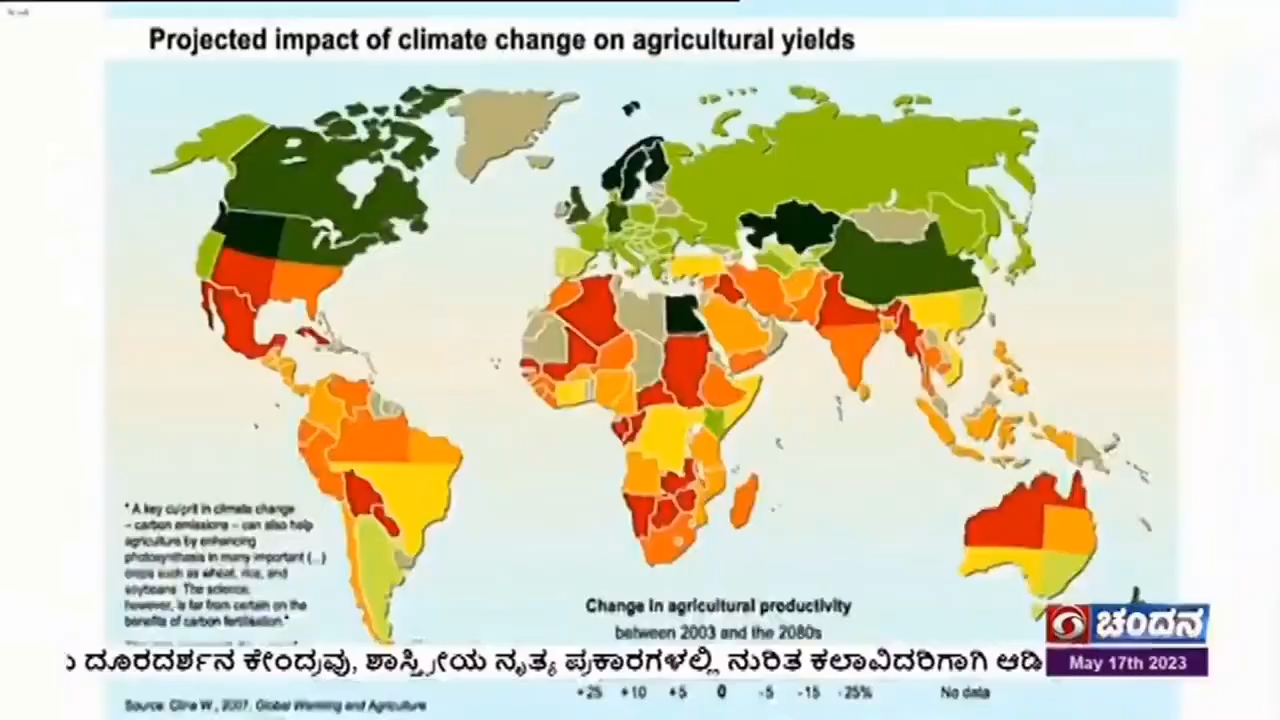 Projected impact of climate change on agricultural yields
" A key culprit in climate change
– carbon emissions – can also help
agriculture by enhancing
photosynthesis in many important (...)
crops such as wheat, rice, and
soybeans. The science,
however, is far from certain on the
benefits of carbon fertilisation."
Change in agricultural productivity
between 2003 and the 2080s
ಚಂದನ
May 17th 2023
ದೂರದರ್ಶನ ಕೇಂದ್ರವು, ಶಾಸ್ತ್ರೀಯ ನೃತ್ಯ ಪ್ರಕಾರಗಳಲ್ಲಿ ನುರಿತ ಕಲಾವಿದರಿಗಾಗಿ ಆಡಿ
+25 +10 +5 0 -5 -15 -25% No data
Source: Cline W., 2007, Global Warming and Agriculture